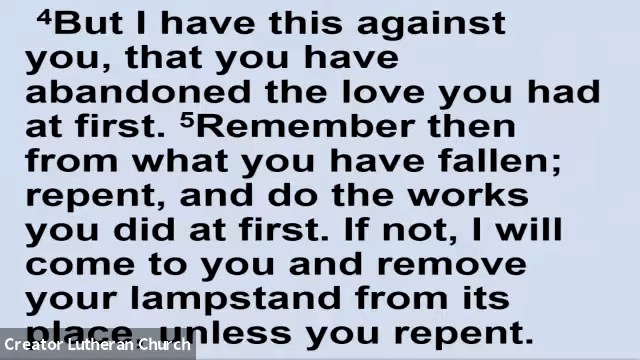 ⁴But I have this against
you, that you have
abandoned the love you had
at first. ⁵Remember then
from what you have fallen;
repent, and do the works
you did at first. If not, I will
come to you and remove
your lampstand from its
place, unless you repent.
Creator Lutheran Church